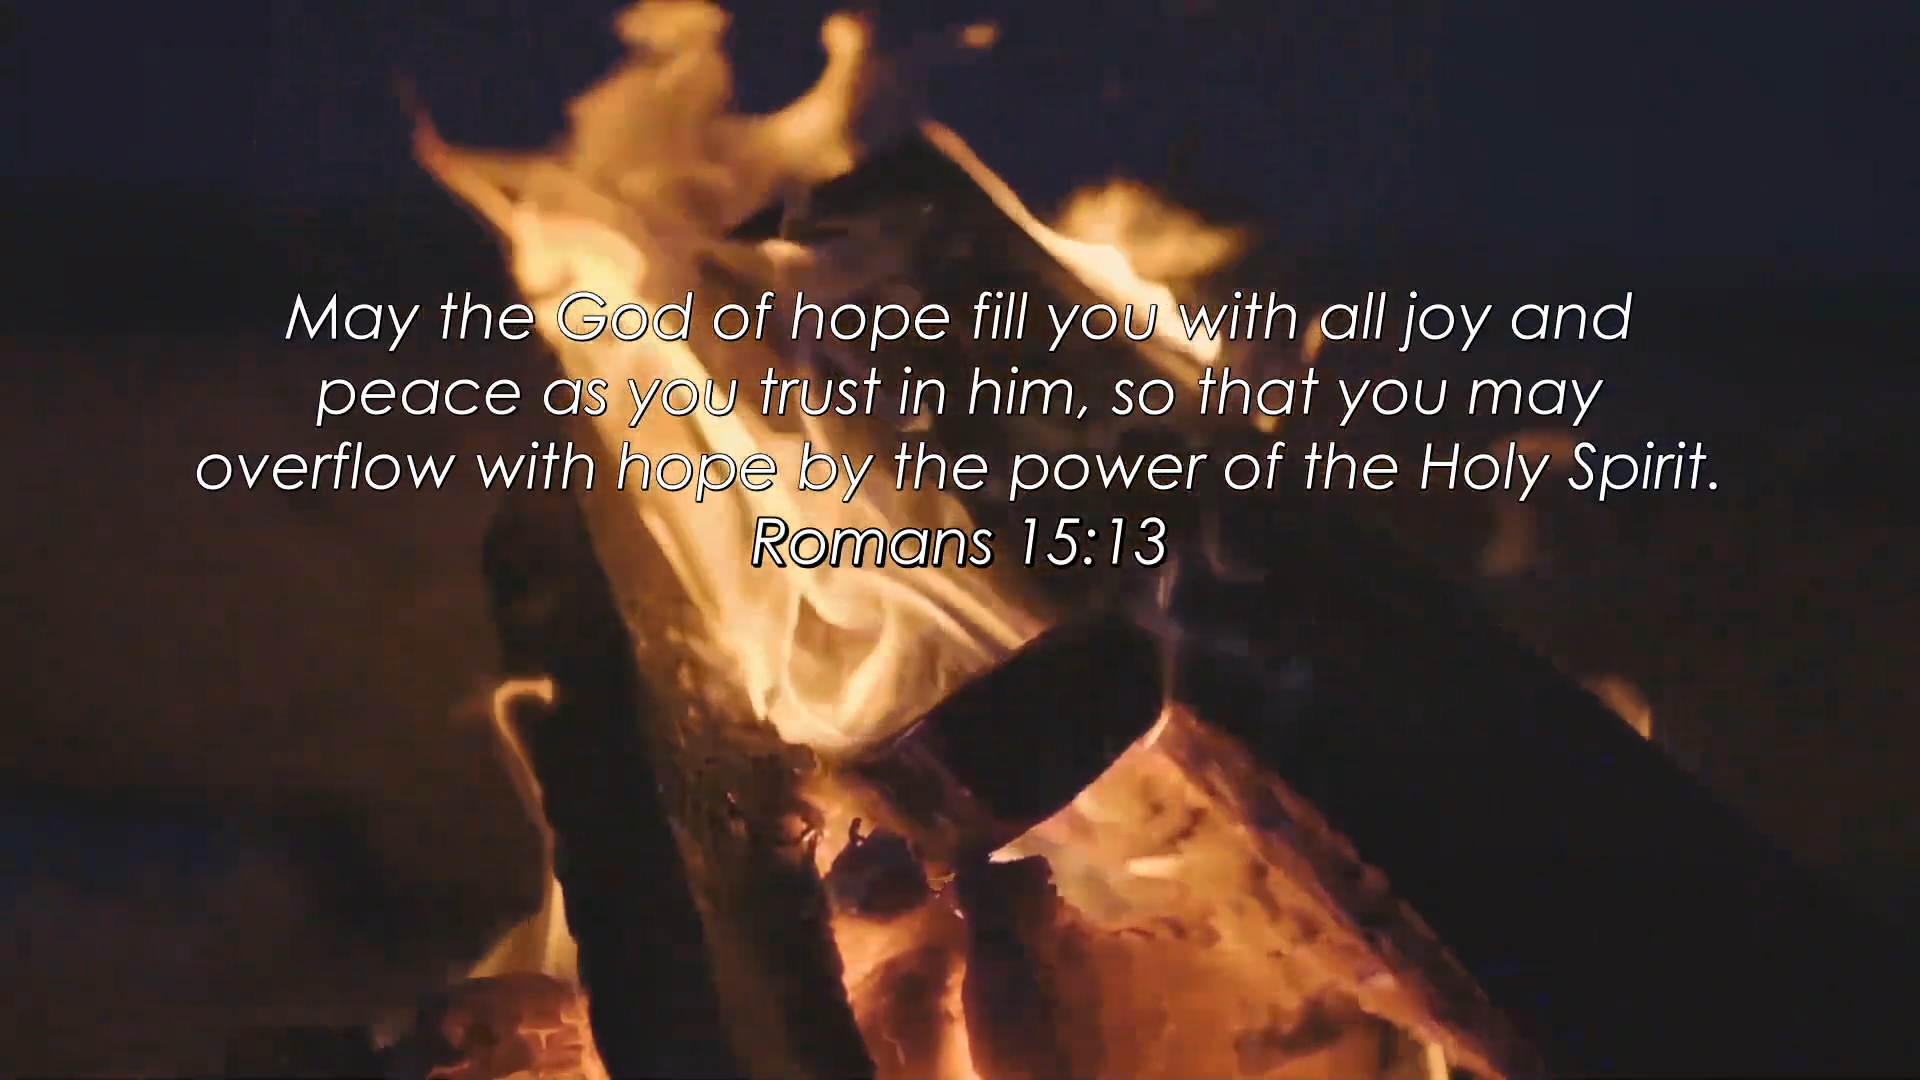 May the God of hope fill you with all joy and
peace as you trust in him, so that you may
overflow with hope by the power of the Holy Spirit.
Romans 15:13